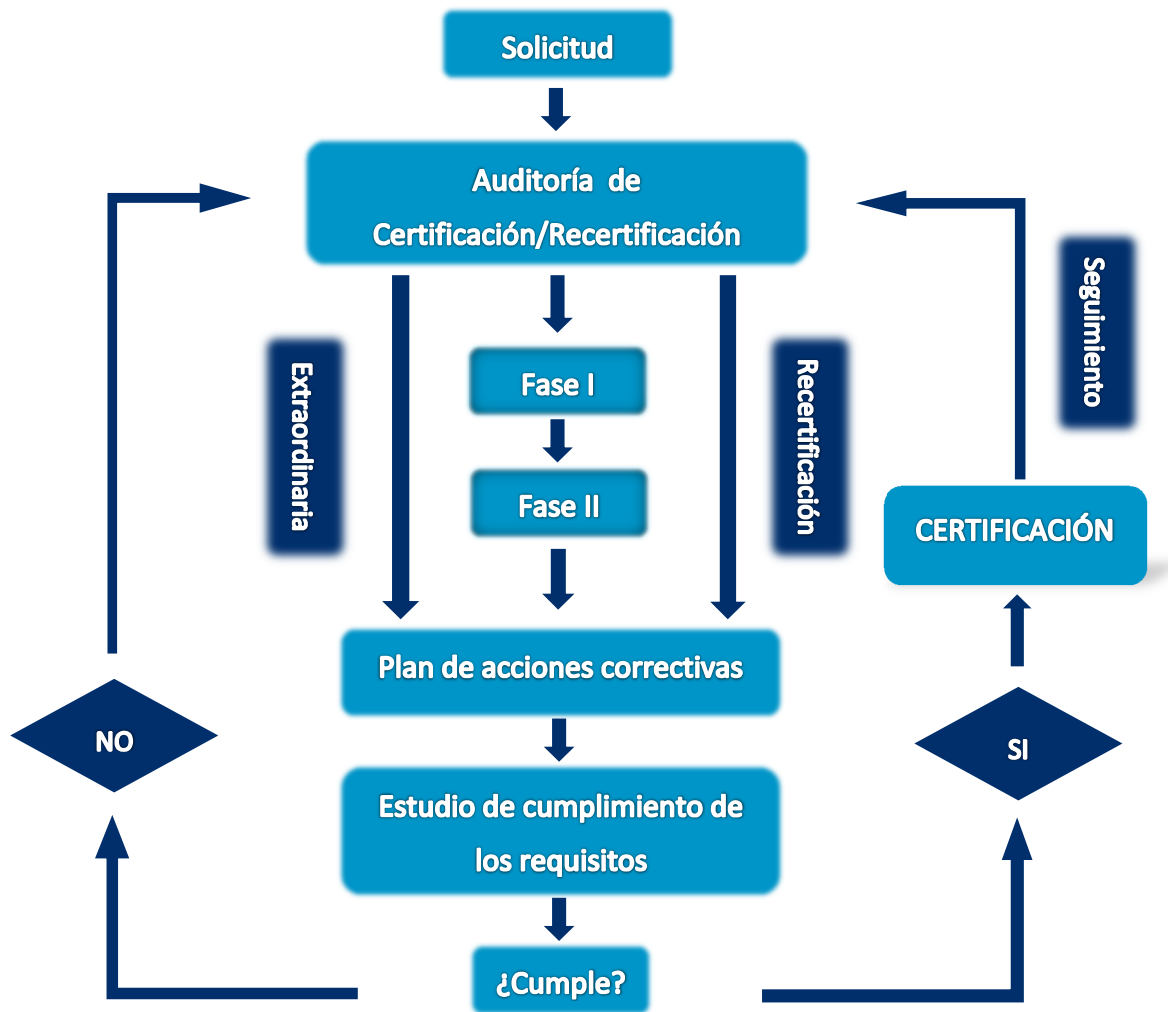 Solicitud
Auditoría de
Certificación/Recertificación
Seguimiento
Extraordinaria
Fase I
Recertificación
Fase II
CERTIFICACIÓN
Plan de acciones correctivas
NO
SI
Estudio de cumplimiento de
los requisitos
¿Cumple?